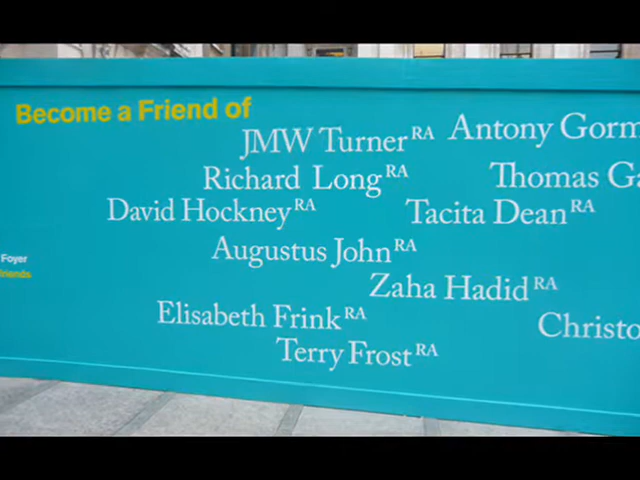 Become a Friend of
JMW Turner RA Antony Gorm
Richard Long RA Thomas Ga
David Hockney RA Tacita Dean RA
Augustus John RA
Foyer
friends
Zaha Hadid RA
Elisabeth Frink RA
Christo
Terry Frost RA